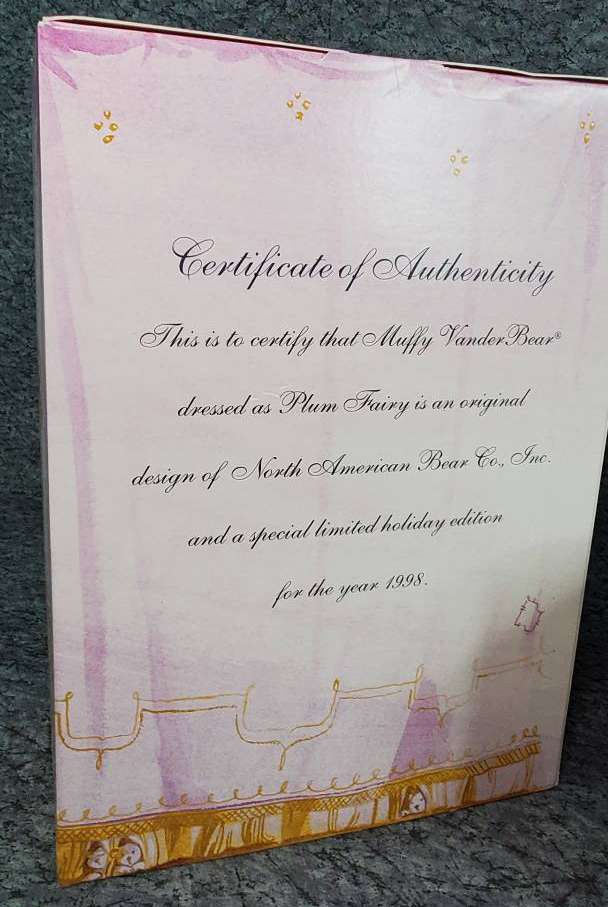 Certificate of Authenticity
This is to certify that Muffy VanderBear®
dressed as Plum Fairy is an original
design of North American Bear Co., Inc.
and a special limited holiday edition
for the year 1998.